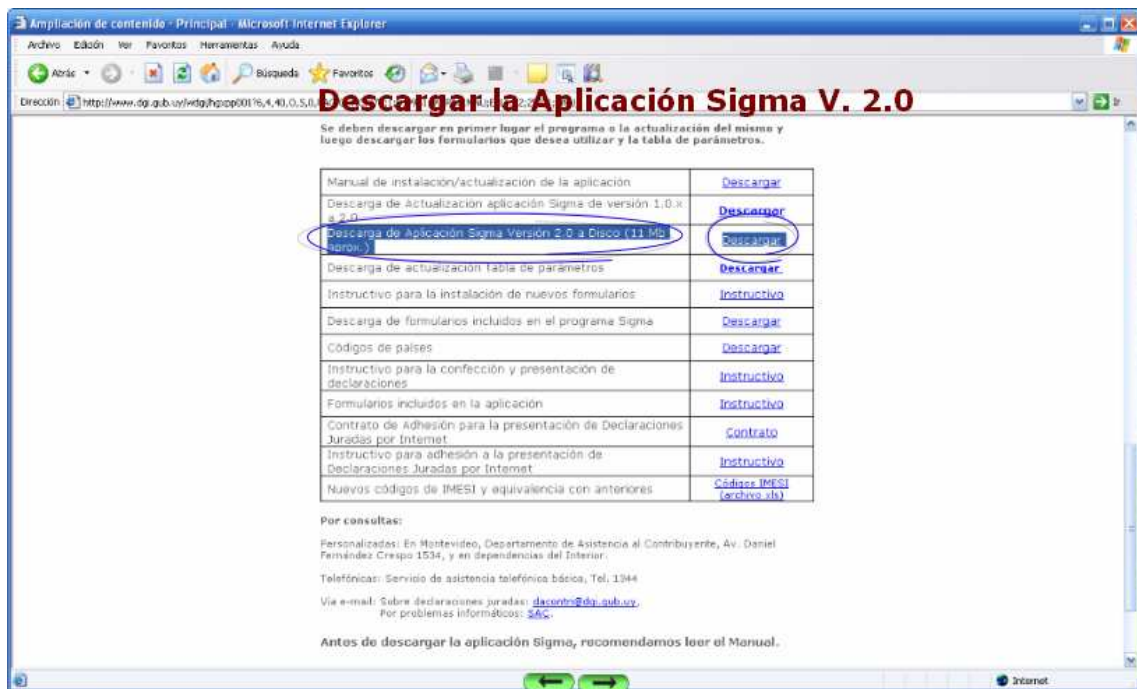 Ampliación de contenido - Principal - Microsoft Internet Explorer
Archivo Edición Ver Favoritos Herramientas Ayuda
Atrás Búsqueda Favoritos
Dirección
Descargar la Aplicación Sigma V. 2.0
Se deben descargar en primer lugar el programa o la actualización del mismo y
luego descargar los formularios que desea utilizar y la tabla de
parámetros.
Manual de instalación/actualización de la aplicación Descargar
Descarga de Actualización aplicación Sigma de versión 1.0.x
a 2.0 Descargar
Descarga de Aplicación Sigma Versión 2.0 a Disco (11 Mb
aprox.) Descargar
Descarga de actualización tabla de parámetros Descargar
Instructivo para la instalación de nuevos formularios Instructivo
Descarga de formularios incluidos en el programa Sigma Descargar
Códigos de países Descargar
Instructivo para la confección y presentación de
declaraciones Instructivo
Formularios incluidos en la aplicación Instructivo
Contrato de Adhesión para la presentación de Declaraciones
Juradas por Internet Contrato
Instructivo para adhesión a la presentación de
Declaraciones Juradas por Internet Instructivo
Nuevos códigos de IMESI y equivalencia con anteriores Códigos IMESI
(archivo xls)
Por consultas:
Personalizadas: En Montevideo, Departamento de Asistencia al Contribuyente, Av. Daniel
Fernández Crespo 1534, y en dependencias del Interior.
Telefónicas: Servicio de asistencia telefónica básica, Tel. 1344
Vía e-mail: Sobre declaraciones juradas: dacontri@dgi.gub.uy.
Por problemas informáticos: SAC.
Antes de descargar la aplicación Sigma, recomendamos leer el Manual.
Internet